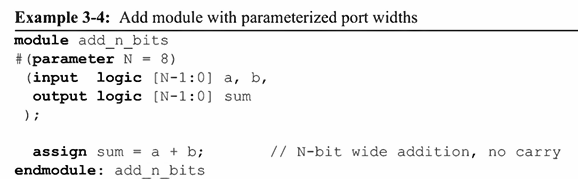 Example 3-4: Add module with parameterized port widths
module add_n_bits
#(parameter N = 8)
(input logic [N-1:0] a, b,
output logic [N-1:0] sum
);
assign sum = a + b; // N-bit wide addition, no carry
endmodule: add_n_bits